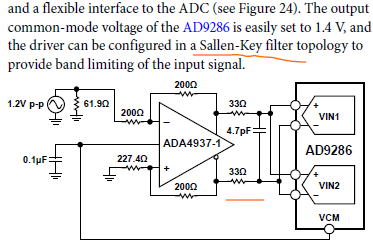 and a flexible interface to the ADC (see Figure 24). The output
common-mode voltage of the AD9286 is easily set to 1.4 V, and
the driver can be configured in a Sallen-Key filter topology to
provide band limiting of the input signal.
200Ω
1.2V p-p
61.9Ω
200Ω
33Ω
+
VIN1
–
–
4.7pF
ADA4937-1
AD9286
0.1µF
227.4Ω
+
33Ω
+
VIN2
–
200Ω
VCM